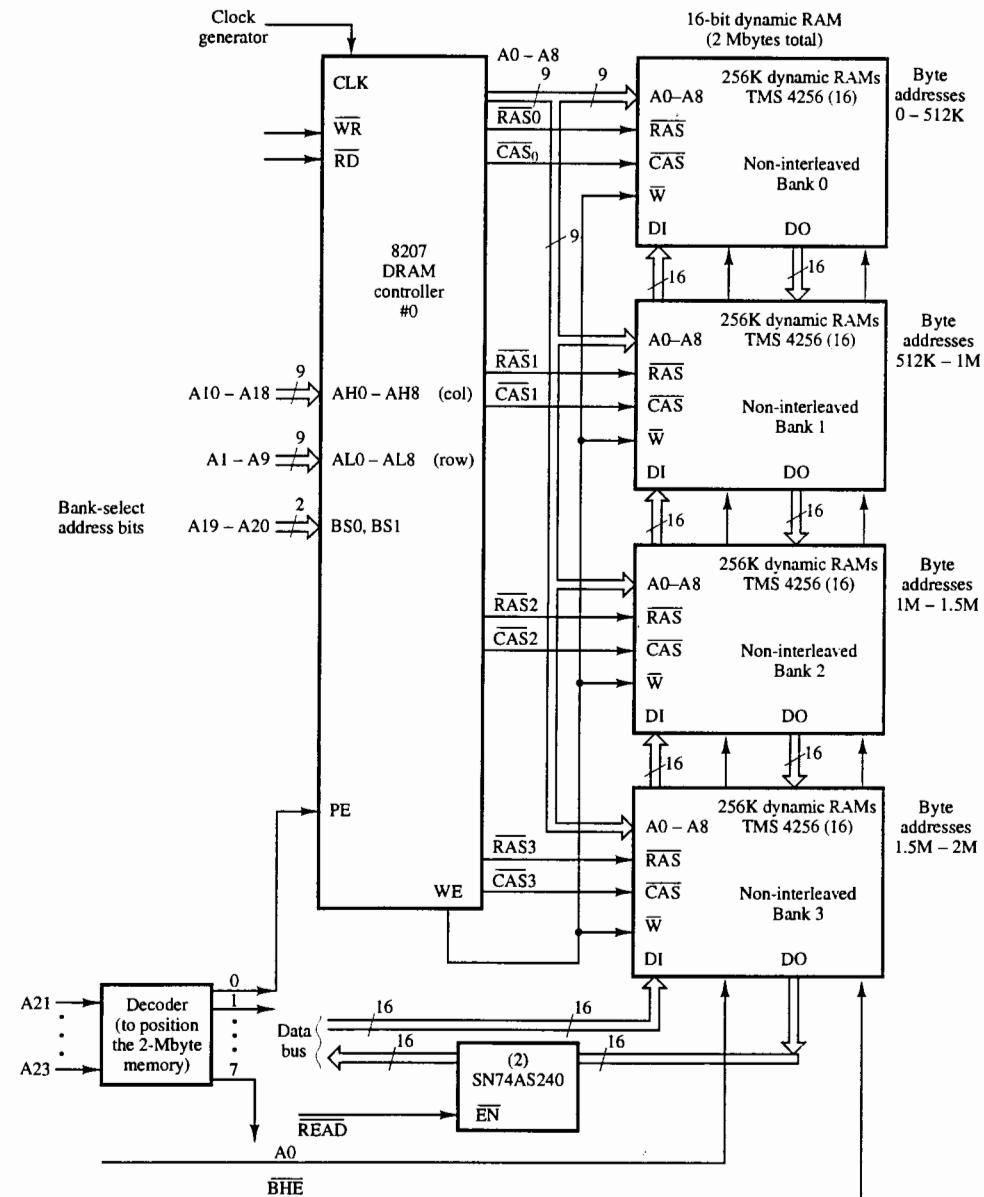 Clock
generator
CLK
WR
RD
8207
DRAM
controller
#0
A10 – A18
9
AH0 – AH8 (col)
A1 – A9
9
AL0 – AL8 (row)
Bank-select
address bits
A19 – A20
2
BS0, BS1
PE
WE
A0 – A8
9
9
RAS0
CAS0
9
RAS1
CAS1
RAS2
CAS2
RAS3
CAS3
16-bit dynamic RAM
(2 Mbytes total)
256K dynamic RAMs
TMS 4256 (16)
A0–A8
RAS
CAS
Non-interleaved
Bank 0
W
DI
DO
Byte
addresses
0 – 512K
16
16
256K dynamic RAMs
TMS 4256 (16)
A0–A8
RAS
CAS
Non-interleaved
Bank 1
W
DI
DO
Byte
addresses
512K – 1M
16
16
256K dynamic RAMs
TMS 4256 (16)
A0–A8
RAS
CAS
Non-interleaved
Bank 2
W
DI
DO
Byte
addresses
1M – 1.5M
16
16
256K dynamic RAMs
TMS 4256 (16)
A0 – A8
RAS
CAS
Non-interleaved
Bank 3
W
DI
DO
Byte
addresses
1.5M – 2M
A21
A23
Decoder
(to position
the 2-Mbyte
memory)
0
1
7
Data
bus
16
16
16
16
(2)
SN74AS240
EN
READ
A0
BHE